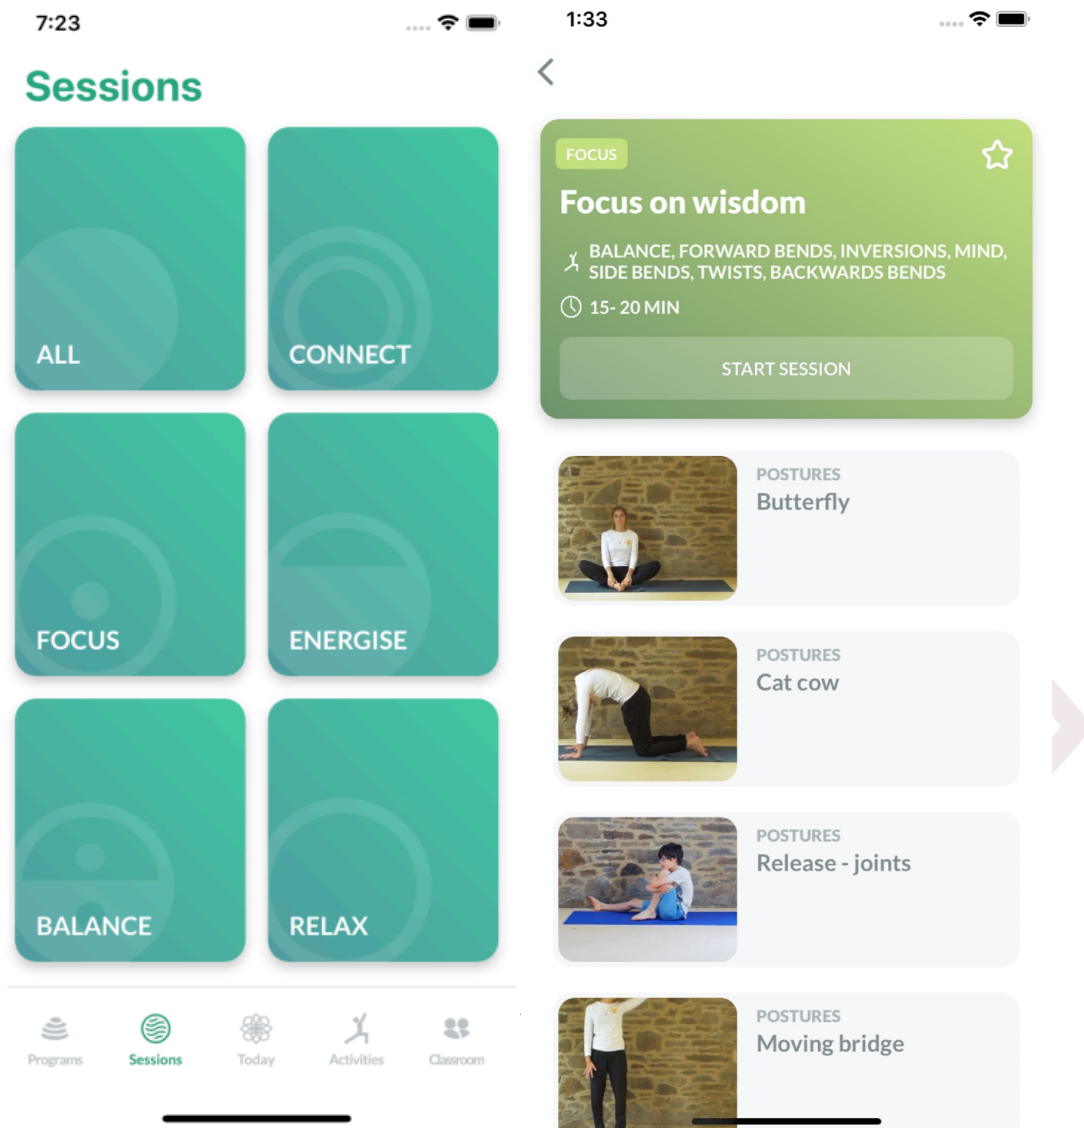 7:23
Sessions
ALL
CONNECT
FOCUS
ENERGISE
BALANCE
RELAX
Programs
Sessions
Today
Activities
Classroom
1:33
FOCUS
Focus on wisdom
BALANCE, FORWARD BENDS, INVERSIONS, MIND,
SIDE BENDS, TWISTS, BACKWARDS BENDS
15- 20 MIN
START SESSION
POSTURES
Butterfly
POSTURES
Cat cow
POSTURES
Release - joints
POSTURES
Moving bridge